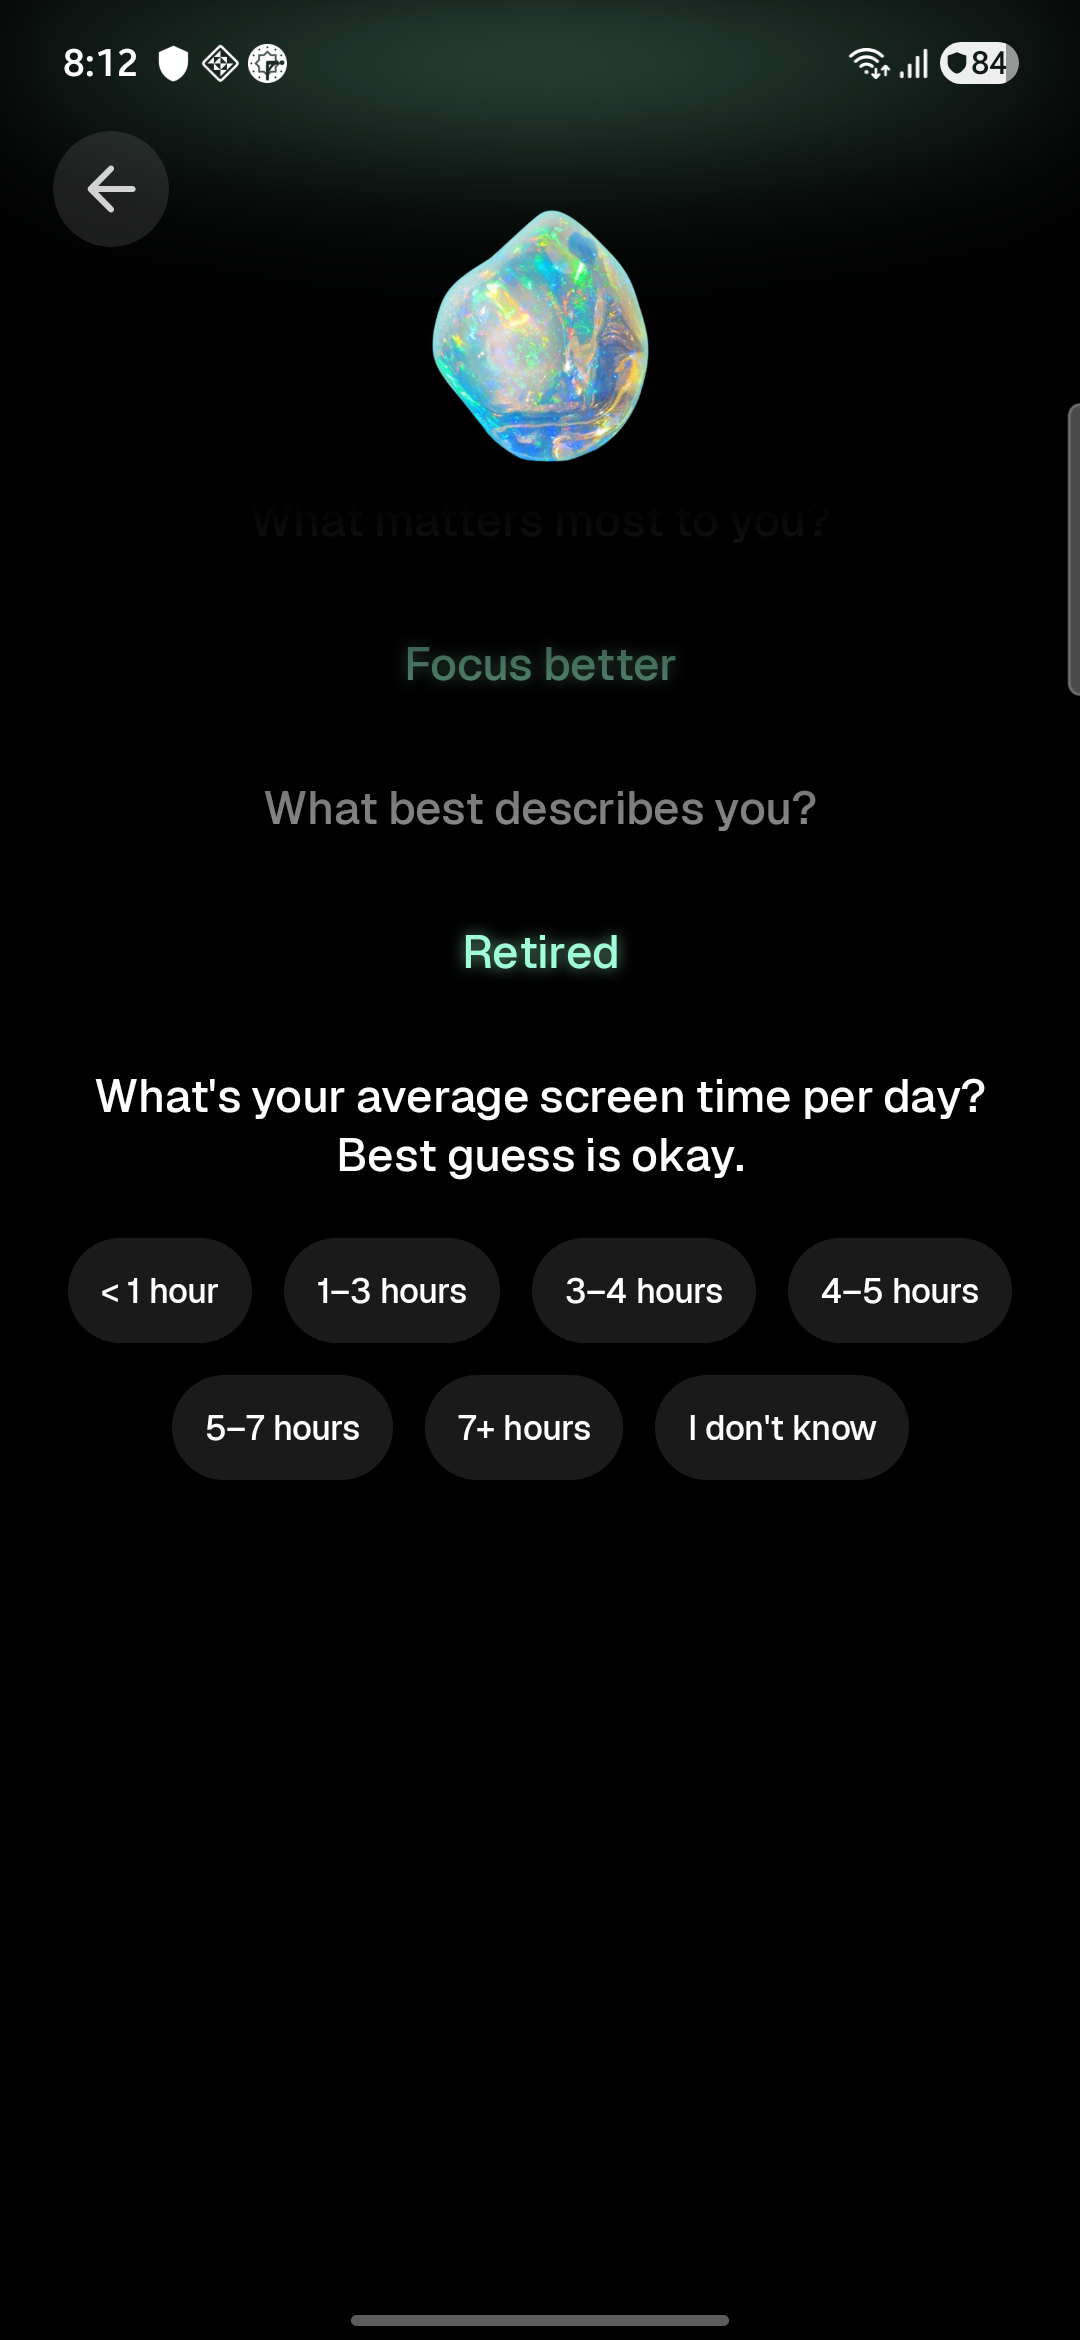 8:12
84
What matters most to you?
Focus better
What best describes you?
Retired
What's your average screen time per day?
Best guess is okay.
< 1 hour
1–3 hours
3–4 hours
4–5 hours
5–7 hours
7+ hours
I don't know